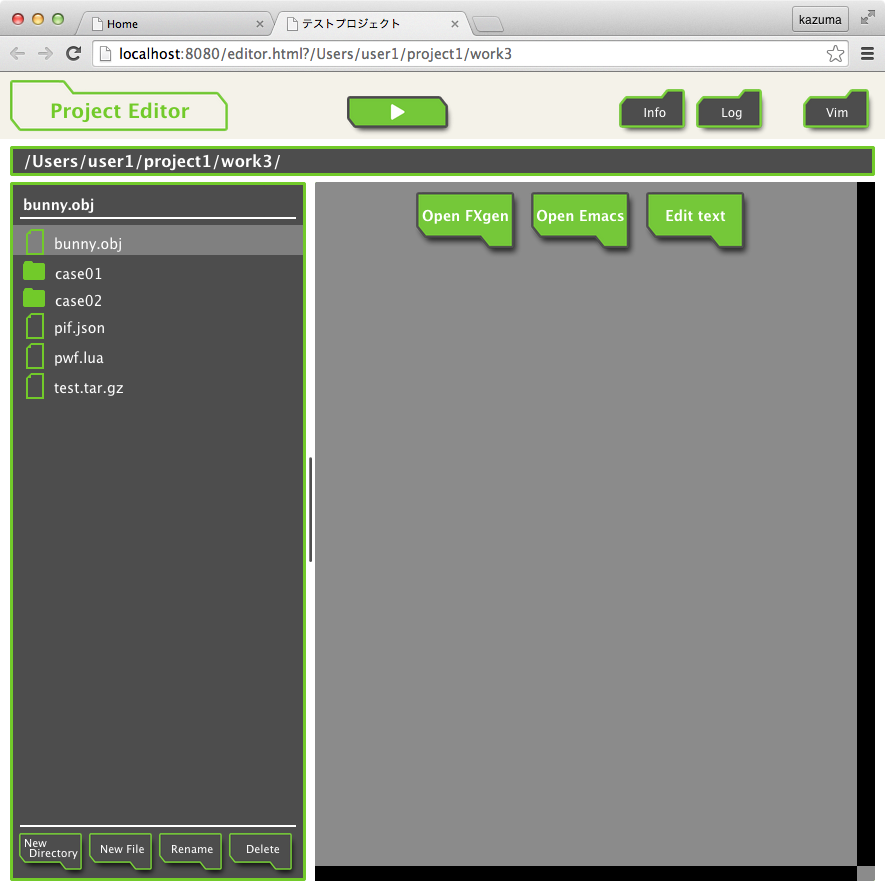 Home
テストプロジェクト
kazuma
localhost:8080/editor.html?/Users/user1/project1/work3
Project Editor
Info
Log
Vim
/Users/user1/project1/work3/
bunny.obj
bunny.obj
case01
case02
pif.json
pwf.lua
test.tar.gz
Open FXgen
Open Emacs
Edit text
New
Directory
New File
Rename
Delete